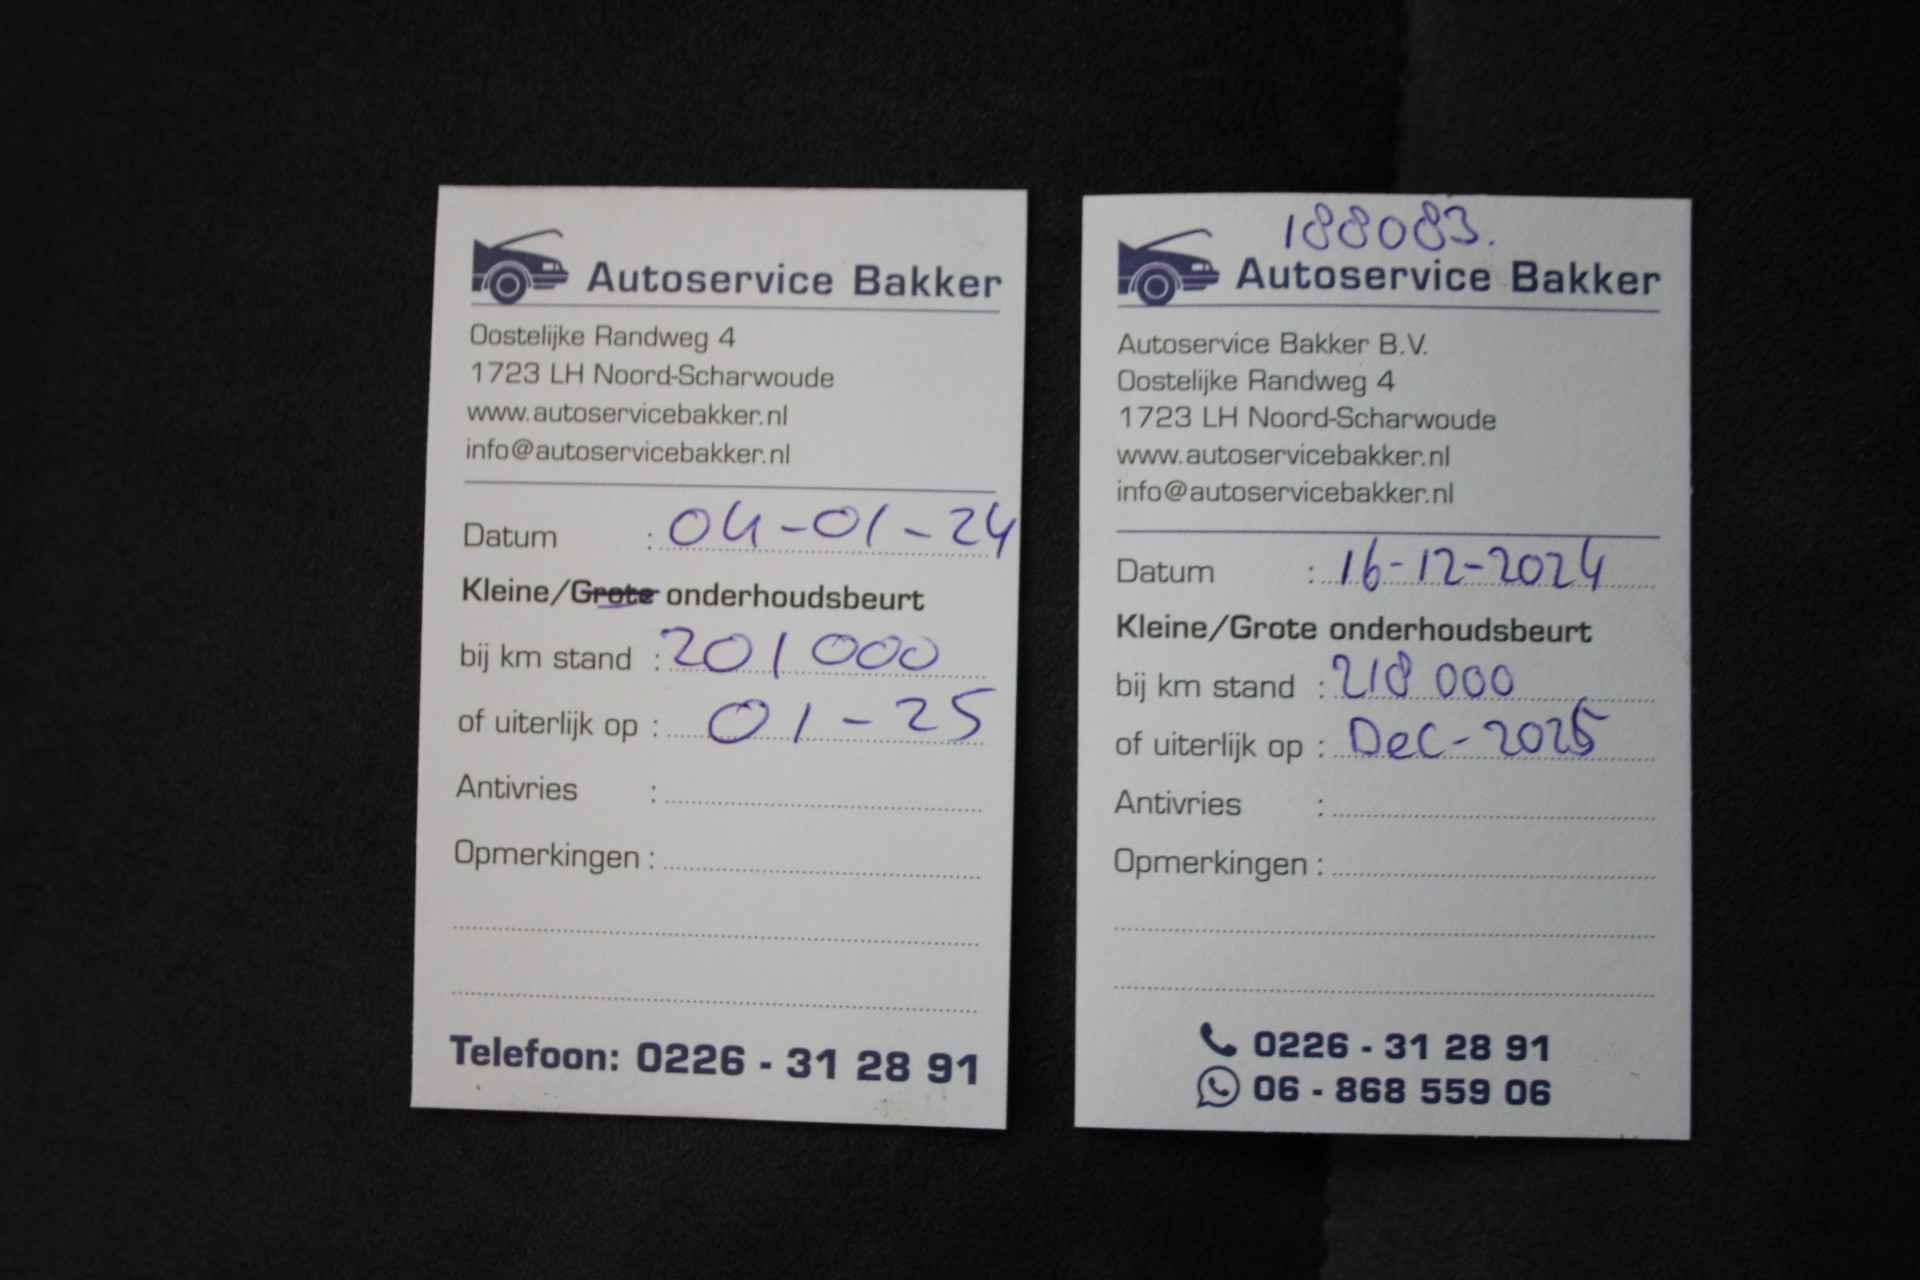 Autoservice Bakker
Oostelijke Randweg 4
1723 LH Noord-Scharwoude
www.autoservicebakker.nl
info@autoservicebakker.nl
Datum : 04-01-24
Kleine/Grote onderhoudsbeurt
bij km stand : 201 000
of uiterlijk op : 01-25
Antivries :
Opmerkingen :
Telefoon: 0226 - 31 28 91
188083.
Autoservice Bakker
Autoservice Bakker B.V.
Oostelijke Randweg 4
1723 LH Noord-Scharwoude
www.autoservicebakker.nl
info@autoservicebakker.nl
Datum : 16-12-2024
Kleine/Grote onderhoudsbeurt
bij km stand : 218 000
of uiterlijk op : Dec-2025
Antivries :
Opmerkingen :
0226 - 31 28 91
06 - 868 559 06